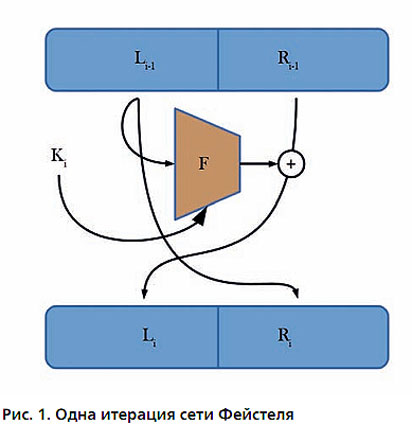 Lᵢ₋₁ Rᵢ₋₁
Kᵢ F +
Lᵢ Rᵢ
Рис. 1. Одна итерация сети Фейстеля